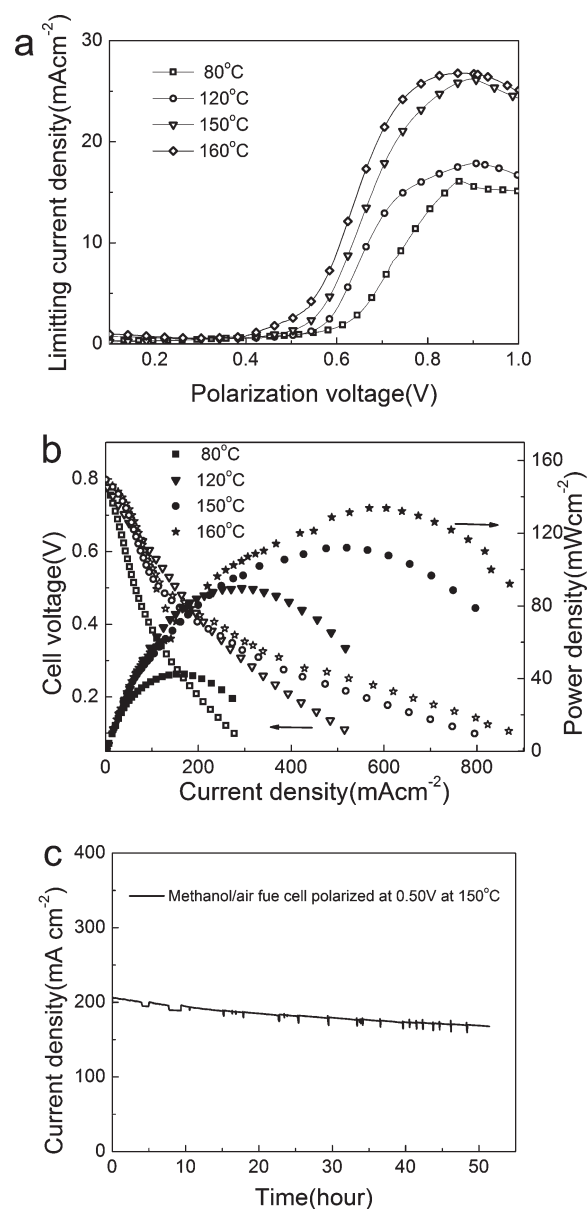 a
Limitting current density(mAcm⁻²)
30
20
10
0
80°C
120°C
150°C
160°C
0.2
0.4
0.6
0.8
1.0
Polarization voltage(V)
b
Cell voltage(V)
0.8
0.6
0.4
0.2
80°C
120°C
150°C
160°C
160
120
80
40
0
Power density(mWcm⁻²)
0
200
400
600
800
Current density(mAcm⁻²)
c
Current density(mA cm⁻²)
400
300
200
100
0
Methanol/air fue cell polarized at 0.50V at 150°C
0
10
20
30
40
50
Time(hour)